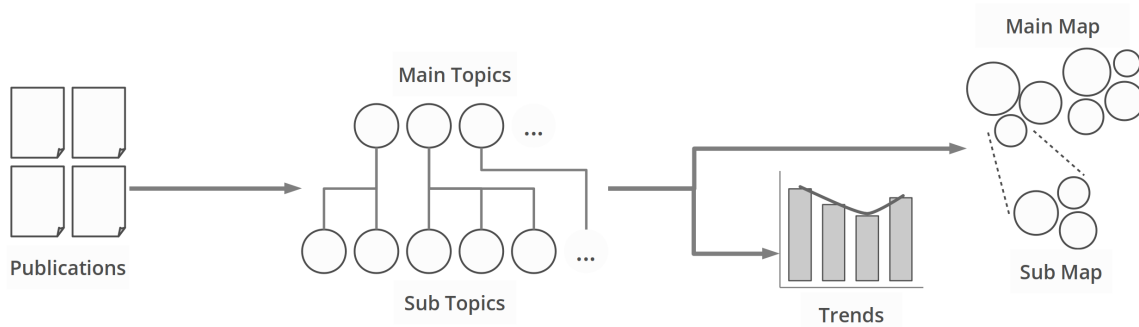 Main Map
Main Topics
...
Publications
...
Sub Topics
Trends
Sub Map